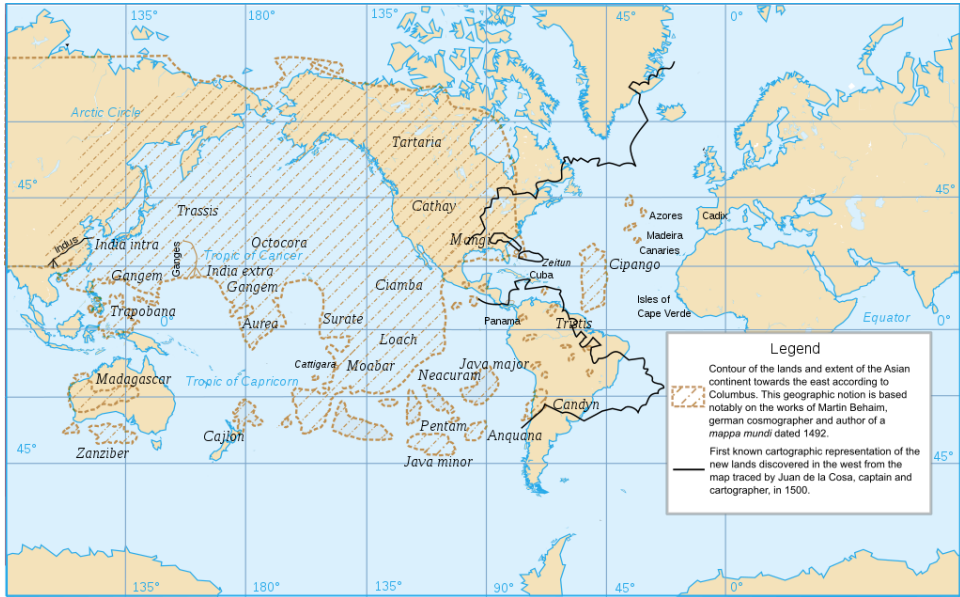 135°
180°
135°
45°
0°
Arctic Circle
Tartaria
45°
45°
Cathay
Trassis
Azores
Cadix
Indus
India intra
Ganges
Octocora
Mangi
Madeira
Tropic of Cancer
Canaries
Zeitun
Cipango
Gangem
India extra
Gangem
Cuba
Ciamba
Trapobana
Isles of
Cape Verde
0°
Aurea
Surate
Panama
Tristis
Equator
0°
Loach
Cattigara
Moabar
Java major
Neacuram
Madagascar
Tropic of Capricorn
Candyn
Cajlon
Pentam
Anquana
Zanziber
Java minor
45°
45°
Legend
Contour of the lands and extent of the Asian
continent towards the east according to
Columbus. This geographic notion is based
notably on the works of Martin Behaim,
german cosmographer and author of a
mappa mundi dated 1492.
First known cartographic representation of the
new lands discovered in the west from the
map traced by Juan de la Cosa, captain and
cartographer, in 1500.
135°
180°
135°
90°
45°
0°